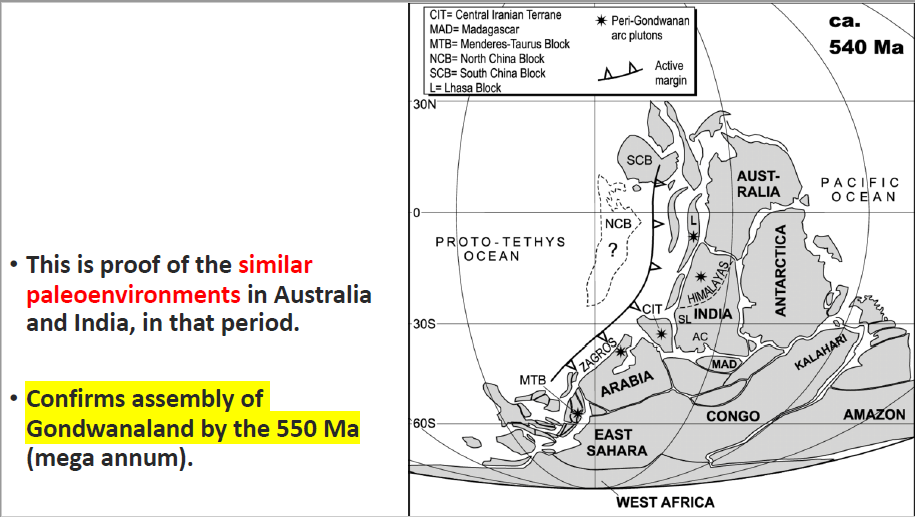 • This is proof of the similar
paleoenvironments in Australia
and India, in that period.
• Confirms assembly of
Gondwanaland by the 550 Ma
(mega annum).
CIT= Central Iranian Terrane
MAD= Madagascar
MTB= Menderes-Taurus Block
NCB= North China Block
SCB= South China Block
L= Lhasa Block
Peri-Gondwanan
arc plutons
Active
margin
ca.
540 Ma
30N
SCB
AUST-
RALIA
PACIFIC
OCEAN
0
NCB
?
L
PROTO-TETHYS
OCEAN
ANTARCTICA
HIMALAYAS
CIT
SL
INDIA
30S
AC
ZAGROS
MAD
KALAHARI
MTB
ARABIA
60S
CONGO
AMAZON
EAST
SAHARA
WEST AFRICA